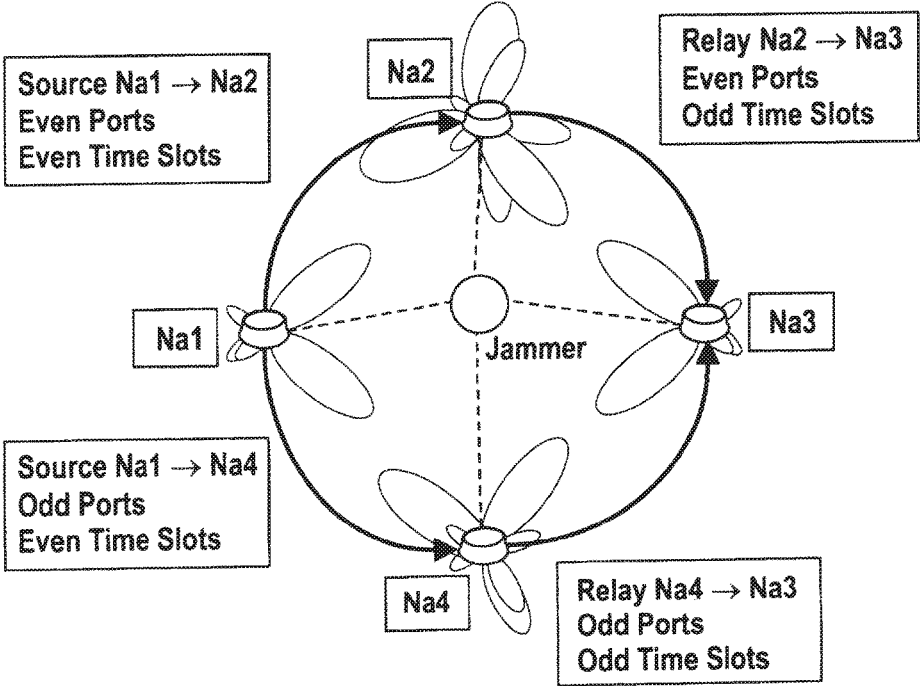 Na2
Relay Na2 → Na3
Even Ports
Odd Time Slots
Source Na1 → Na2
Even Ports
Even Time Slots
Na1
Jammer
Na3
Source Na1 → Na4
Odd Ports
Even Time Slots
Na4
Relay Na4 → Na3
Odd Ports
Odd Time Slots